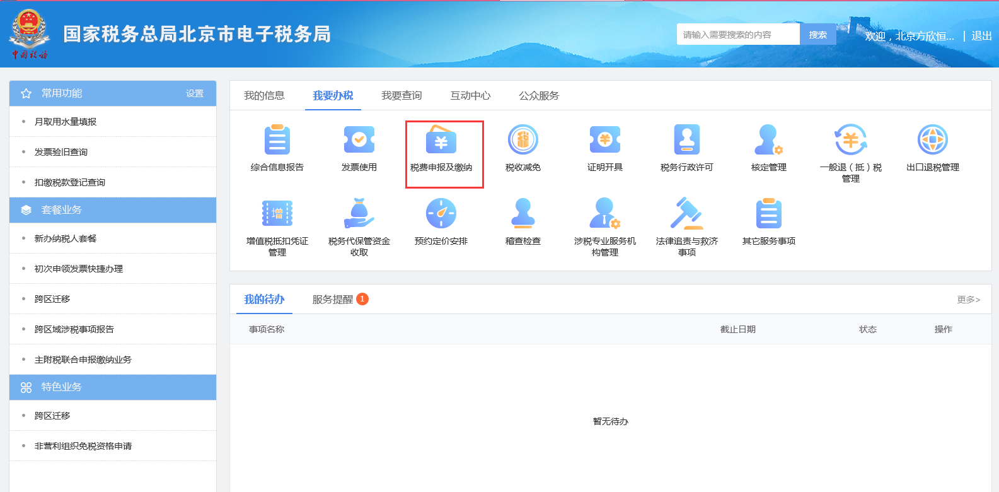 国家税务总局北京市电子税务局
中国税务
请输入需要搜索的内容
搜索
欢迎，北京方欣恒... | 退出
常用功能
设置
月取用水量填报
发票验旧查询
扣缴税款登记查询
套餐业务
新办纳税人套餐
初次申领发票快捷办理
跨区迁移
跨区域涉税事项报告
主附税联合申报缴纳业务
特色业务
跨区迁移
非营利组织免税资格申请
我的信息
我要办税
我要查询
互动中心
公众服务
综合信息报告
发票使用
税费申报及缴纳
税
税收减免
证明开具
税务行政许可
核定管理
一般退（抵）税
管理
出口退税管理
增
增值税抵扣凭证
管理
税务代保管资金
收取
预约定价安排
稽查检查
涉税专业服务机
构管理
法律追责与救济
事项
其它服务事项
我的待办
服务提醒
1
更多>
事项名称
截止日期
状态
操作
暂无待办